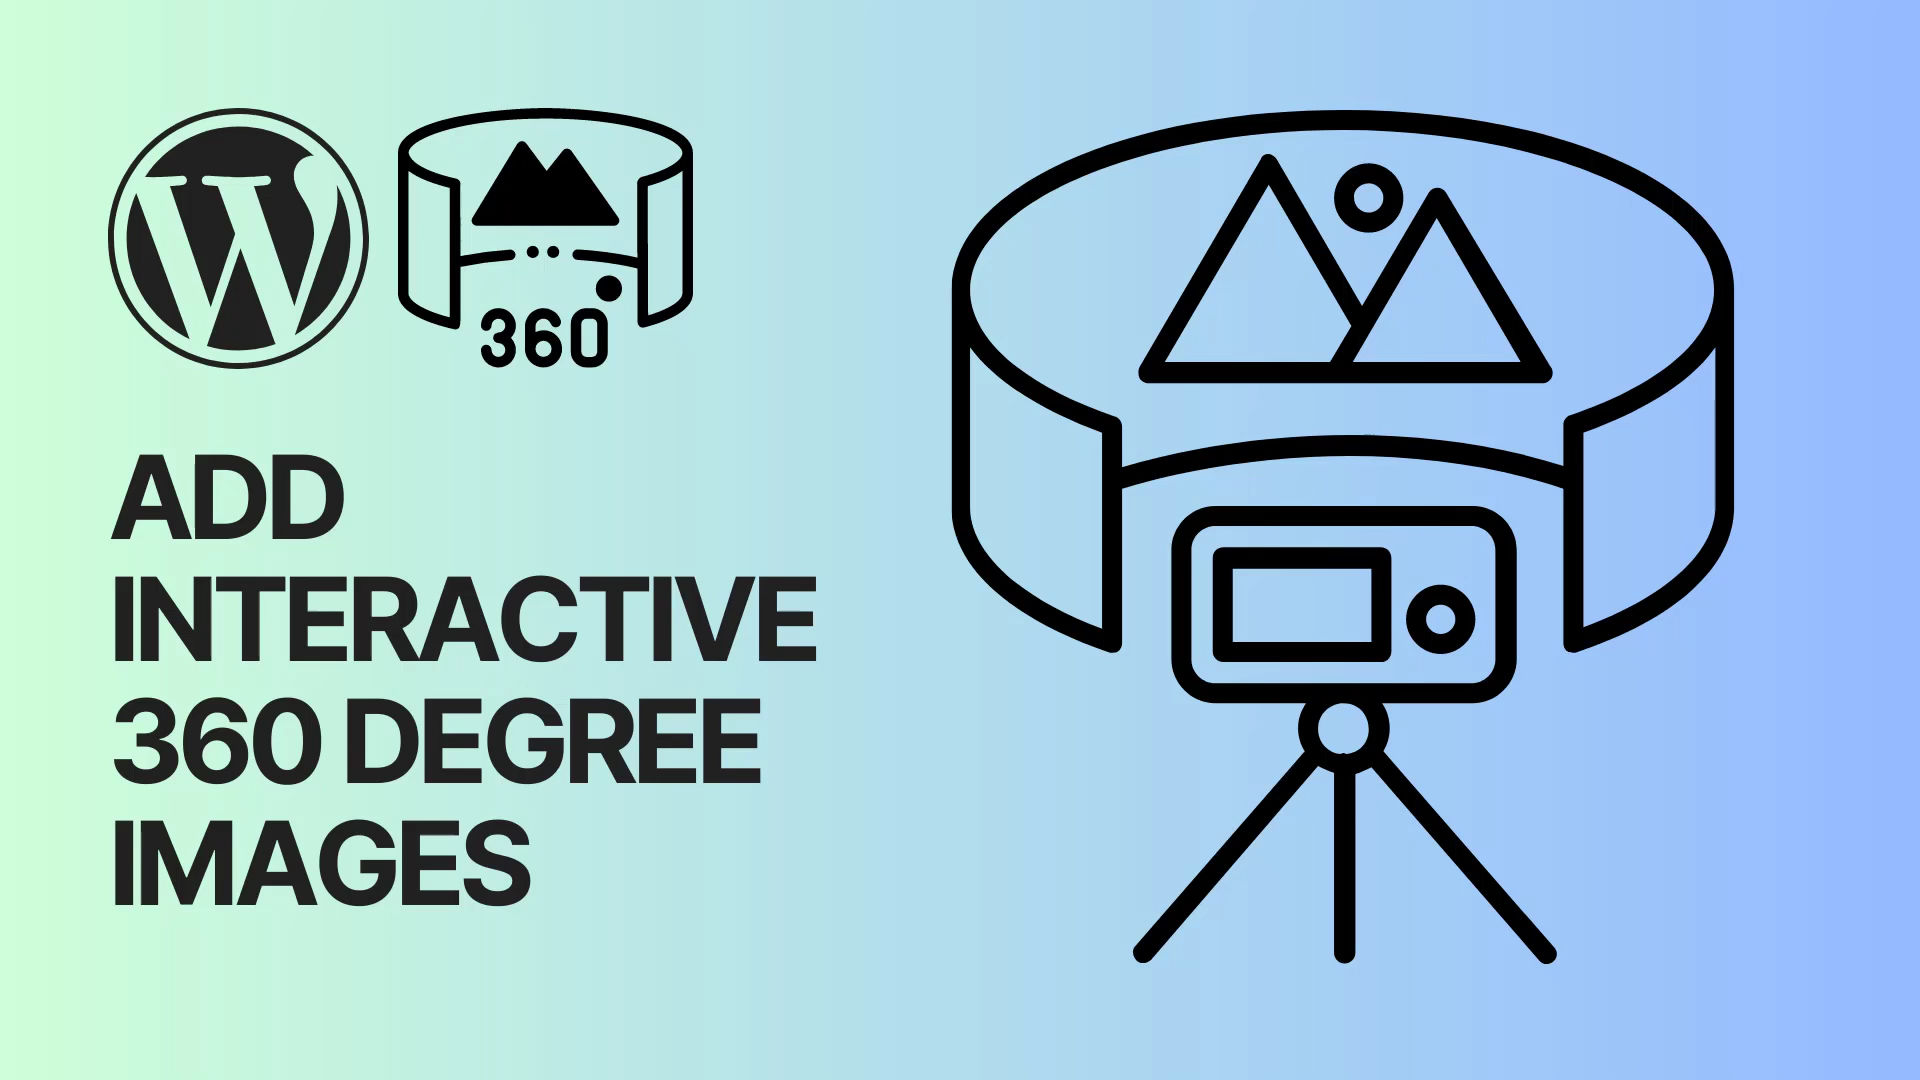 360
ADD
INTERACTIVE
360 DEGREE
IMAGES